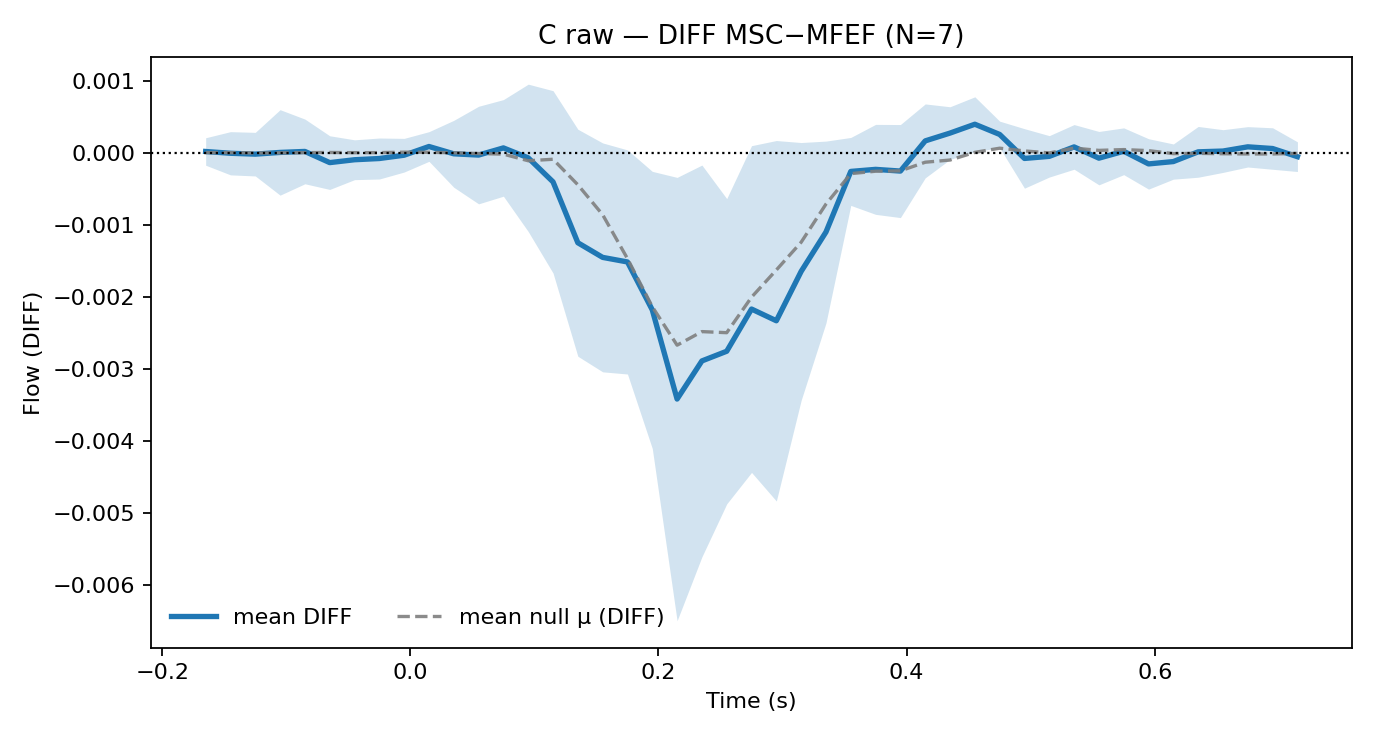 C raw — DIFF MSC−MFEF (N=7)
0.001
0.000
−0.001
−0.002
−0.003
−0.004
−0.005
−0.006
Flow (DIFF)
mean DIFF
mean null μ (DIFF)
−0.2
0.0
0.2
0.4
0.6
Time (s)